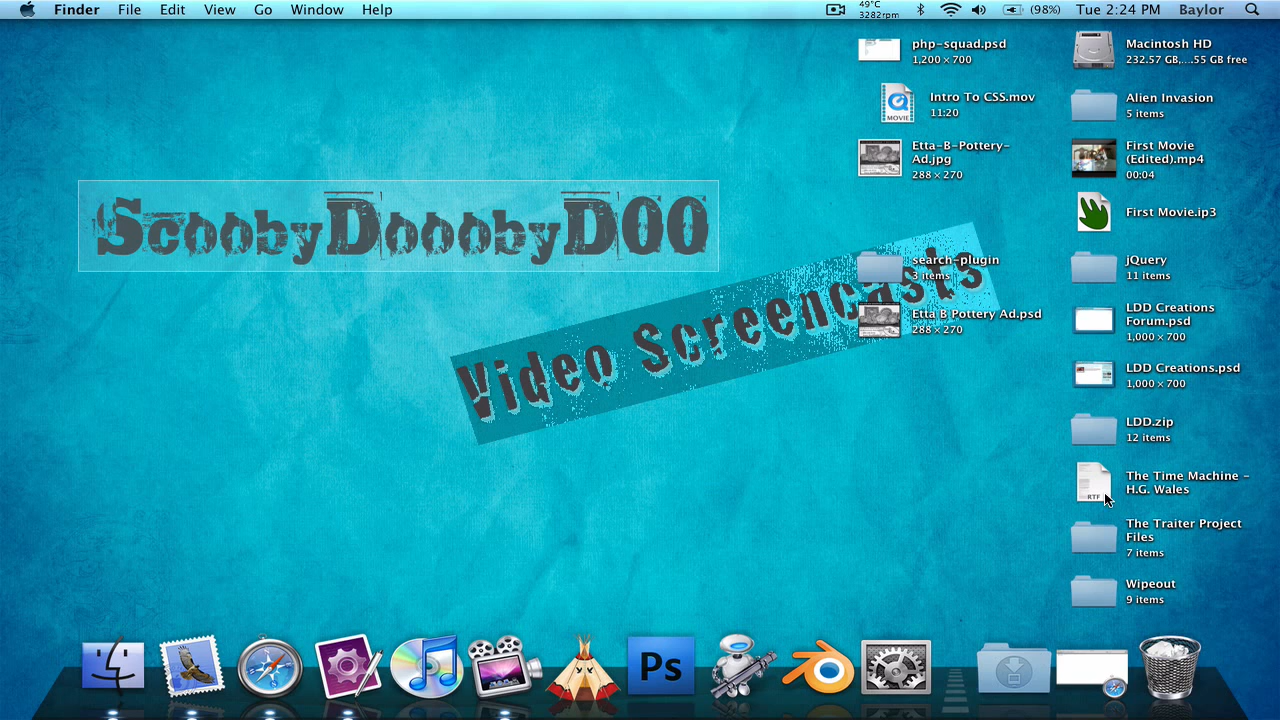 Finder File Edit View Go Window Help
49°C
3282rpm
(98%) Tue 2:24 PM Baylor
php-squad.psd
1,200 × 700
Intro To CSS.mov
11:20
MOVIE
Etta-B-Pottery-
Ad.jpg
288 × 270
search-plugin
3 items
Etta B Pottery Ad.psd
288 × 270
Macintosh HD
232.57 GB,...55 GB free
Alien Invasion
5 items
First Movie
(Edited).mp4
00:04
First Movie.ip3
jQuery
11 items
LDD Creations
Forum.psd
1,000 × 700
LDD Creations.psd
1,000 × 700
LDD.zip
12 items
The Time Machine -
H.G. Wales
RTF
The Traiter Project
Files
7 items
Wipeout
9 items
ScoobyDooobyDOO
Video Screencasts
Ps